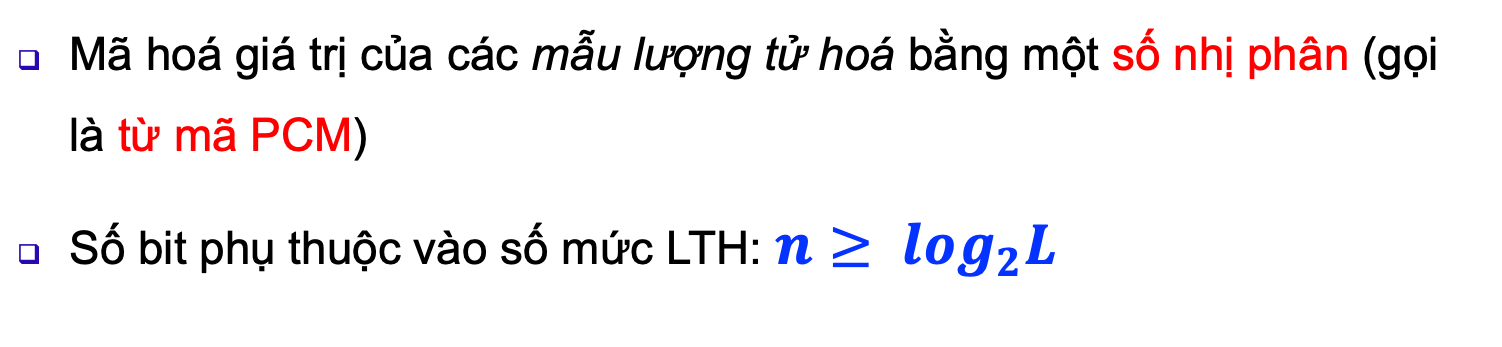 ❑ Mã hoá giá trị của các mẫu lượng tử hoá bằng một số nhị phân (gọi
là từ mã PCM)
❑ Số bit phụ thuộc vào số mức LTH: n ≥ log₂L